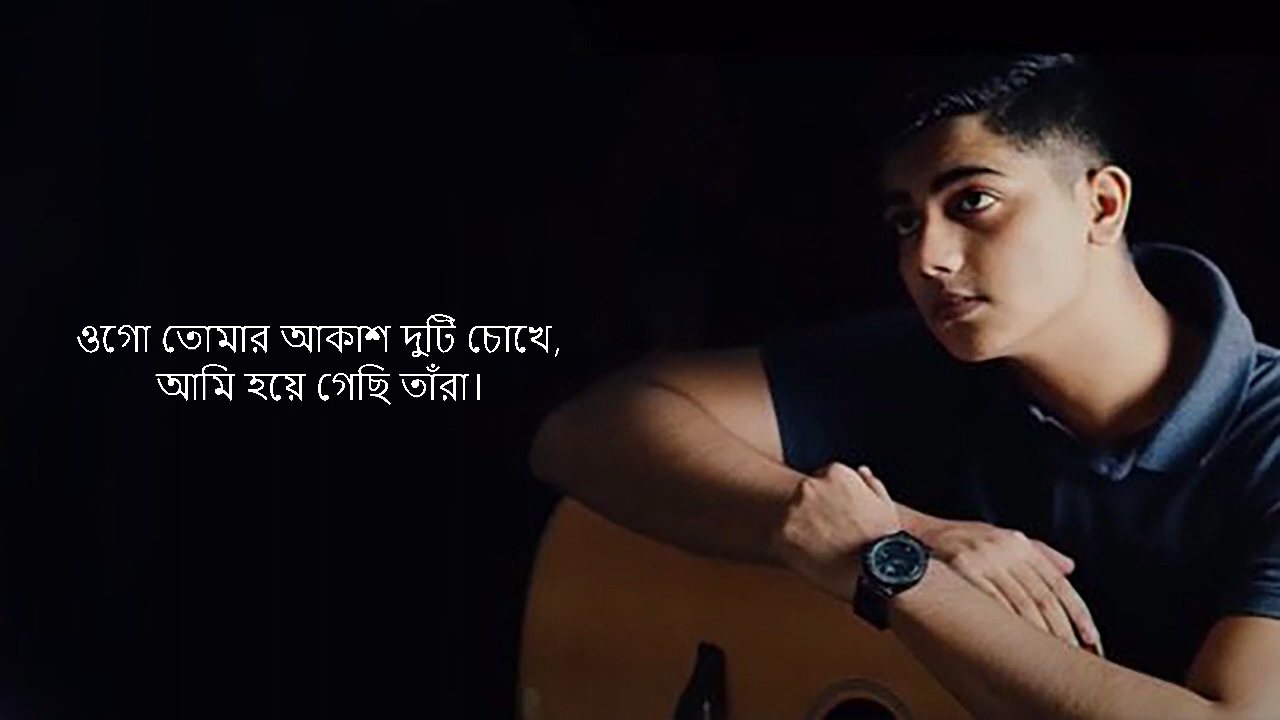 ওগো তোমার আকাশ দুটি চোখে,
আমি হয়ে গেছি তাঁরা।